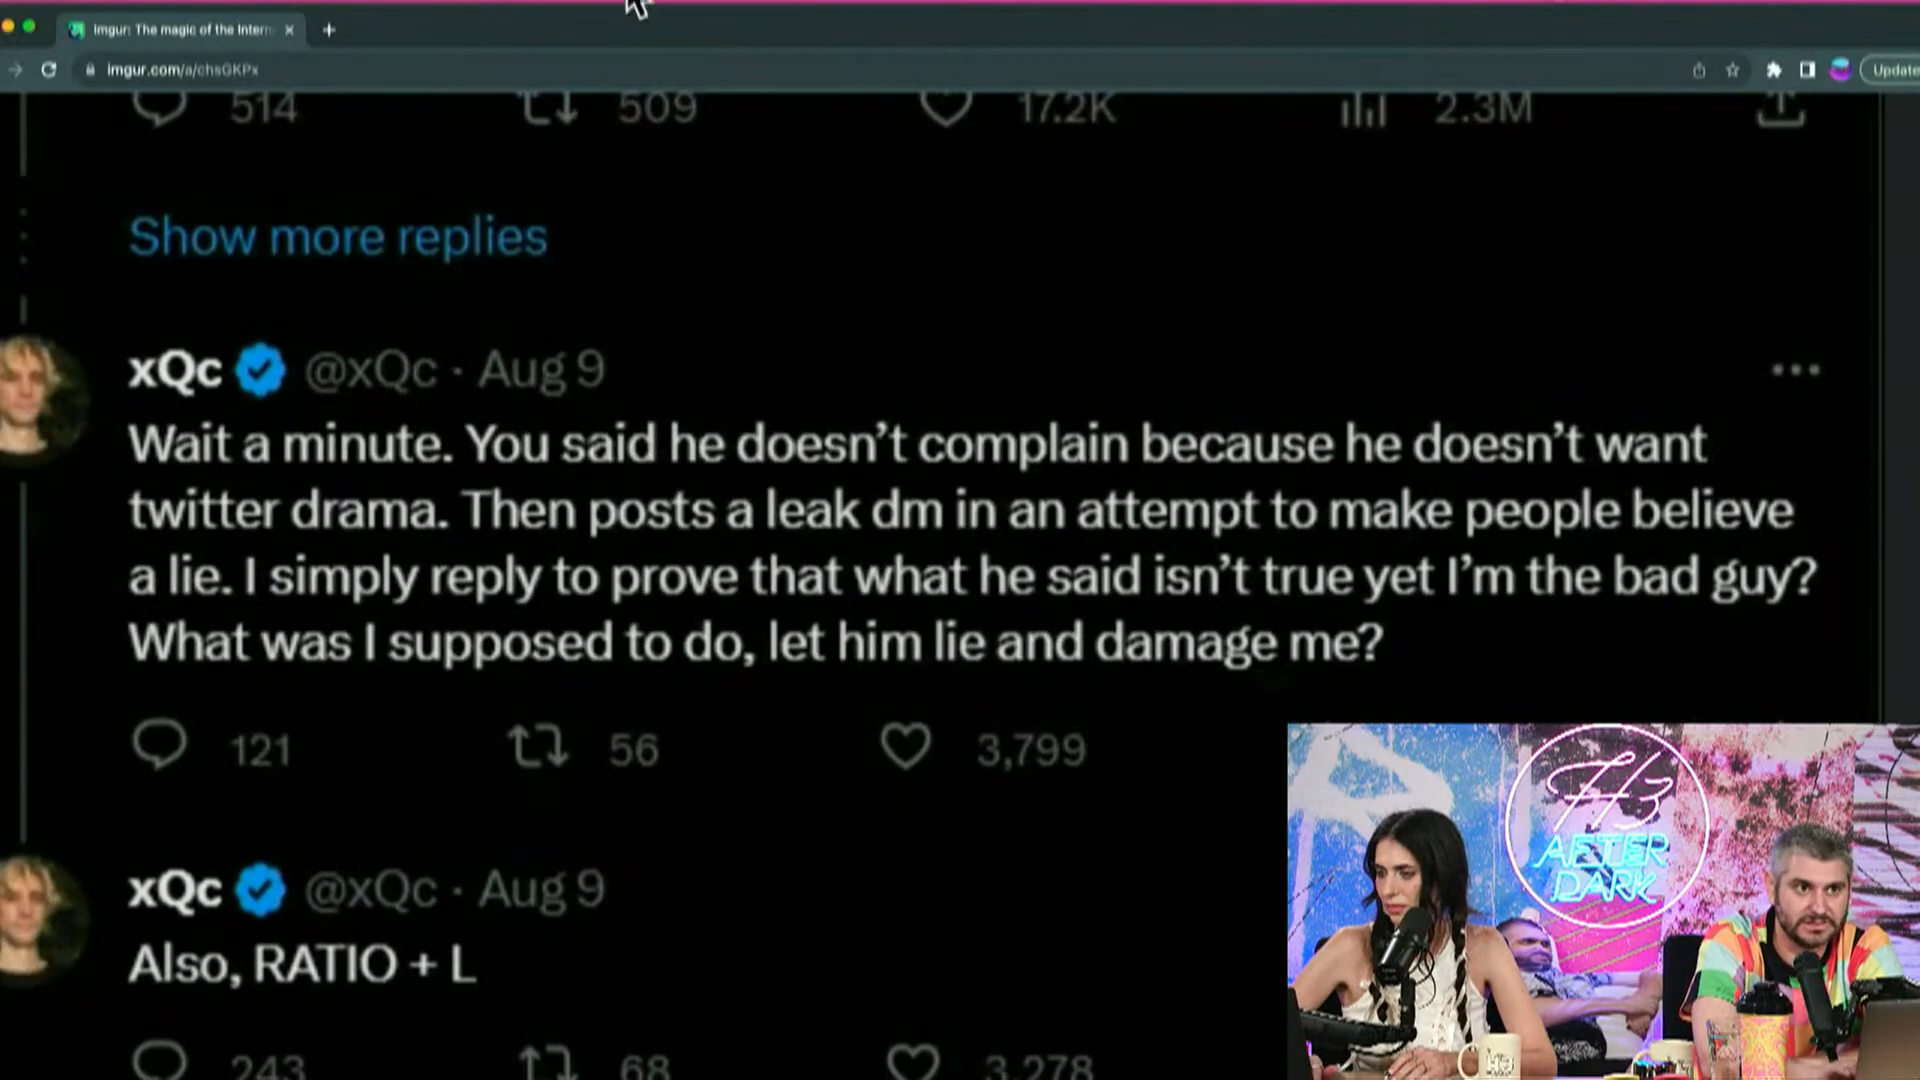 Imgur: The magic of the Intern
imgur.com/a/chsGKPx
Update
514 509 17.2K 2.3M
Show more replies
xQc @xQc · Aug 9
Wait a minute. You said he doesn’t complain because he doesn’t want
twitter drama. Then posts a leak dm in an attempt to make people believe
a lie. I simply reply to prove that what he said isn’t true yet I’m the bad guy?
What was I supposed to do, let him lie and damage me?
121 56 3,799
xQc @xQc · Aug 9
Also, RATIO + L
243 68 3,278
H3
AFTER
DARK